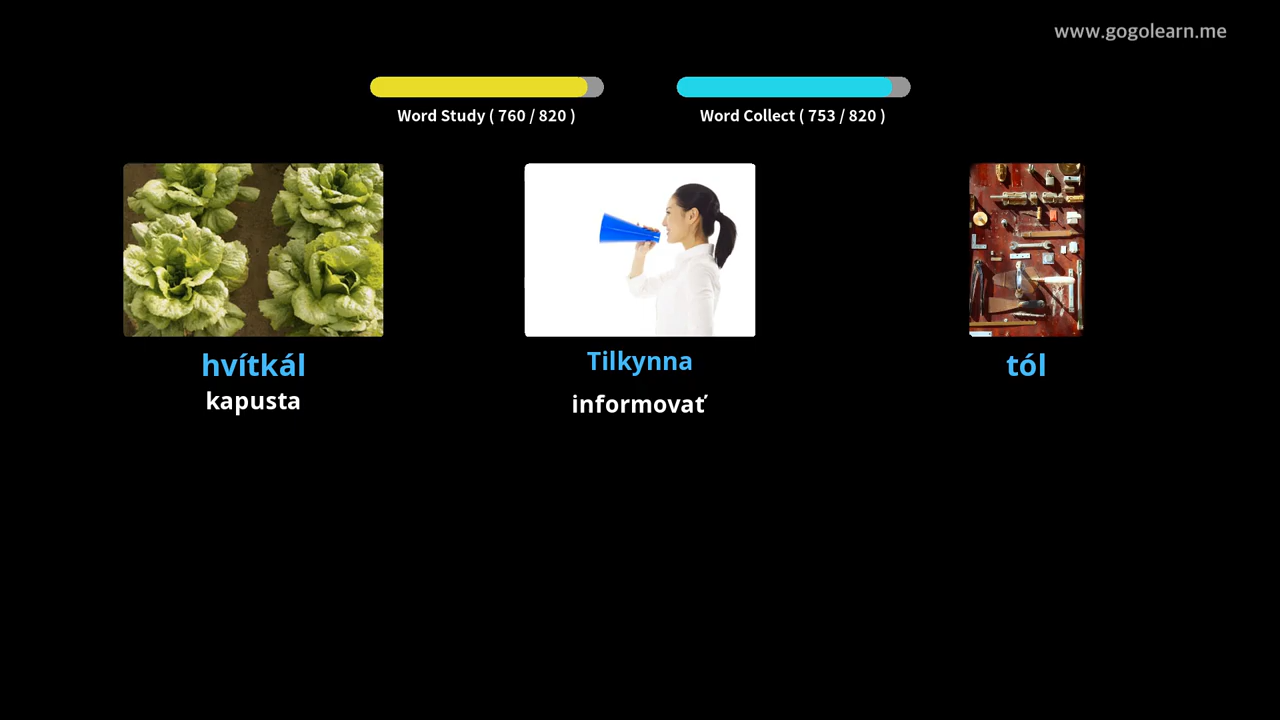 www.gogolearn.me
Word Study ( 760 / 820 )
Word Collect ( 753 / 820 )
hvítkál
kapusta
Tilkynna
informovať
tól